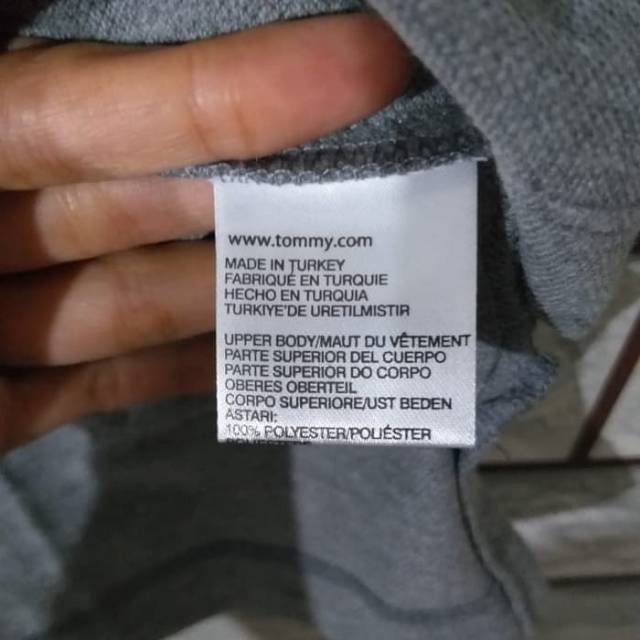 www.tommy.com
MADE IN TURKEY
FABRIQUÉ EN TURQUIE
HECHO EN TURQUIA
TURKIYE'DE URETILMISTIR
UPPER BODY/MAUT DU VÊTEMENT
PARTE SUPERIOR DEL CUERPO
PARTE SUPERIOR DO CORPO
OBERES OBERTEIL
CORPO SUPERIORE/UST BEDEN
ASTARI:
100% POLYESTER/POLIÉSTER